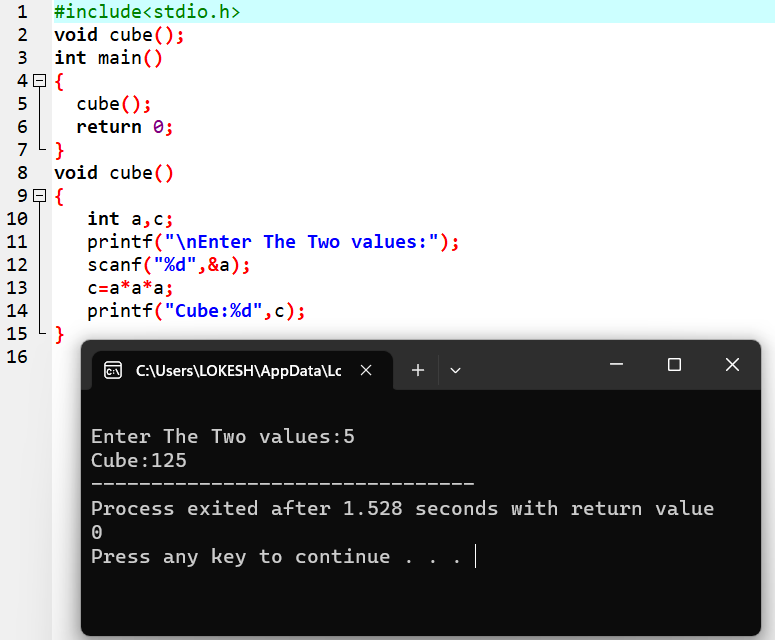 1 #include<stdio.h>
2 void cube();
3 int main()
4 {
5 cube();
6 return 0;
7 }
8 void cube()
9 {
10 int a,c;
11 printf("\nEnter The Two values:");
12 scanf("%d",&a);
13 c=a*a*a;
14 printf("Cube:%d",c);
15 }
16
C:\Users\LOKESH\AppData\Lc
Enter The Two values:5
Cube:125
--------------------------------
Process exited after 1.528 seconds with return value
0
Press any key to continue . . .